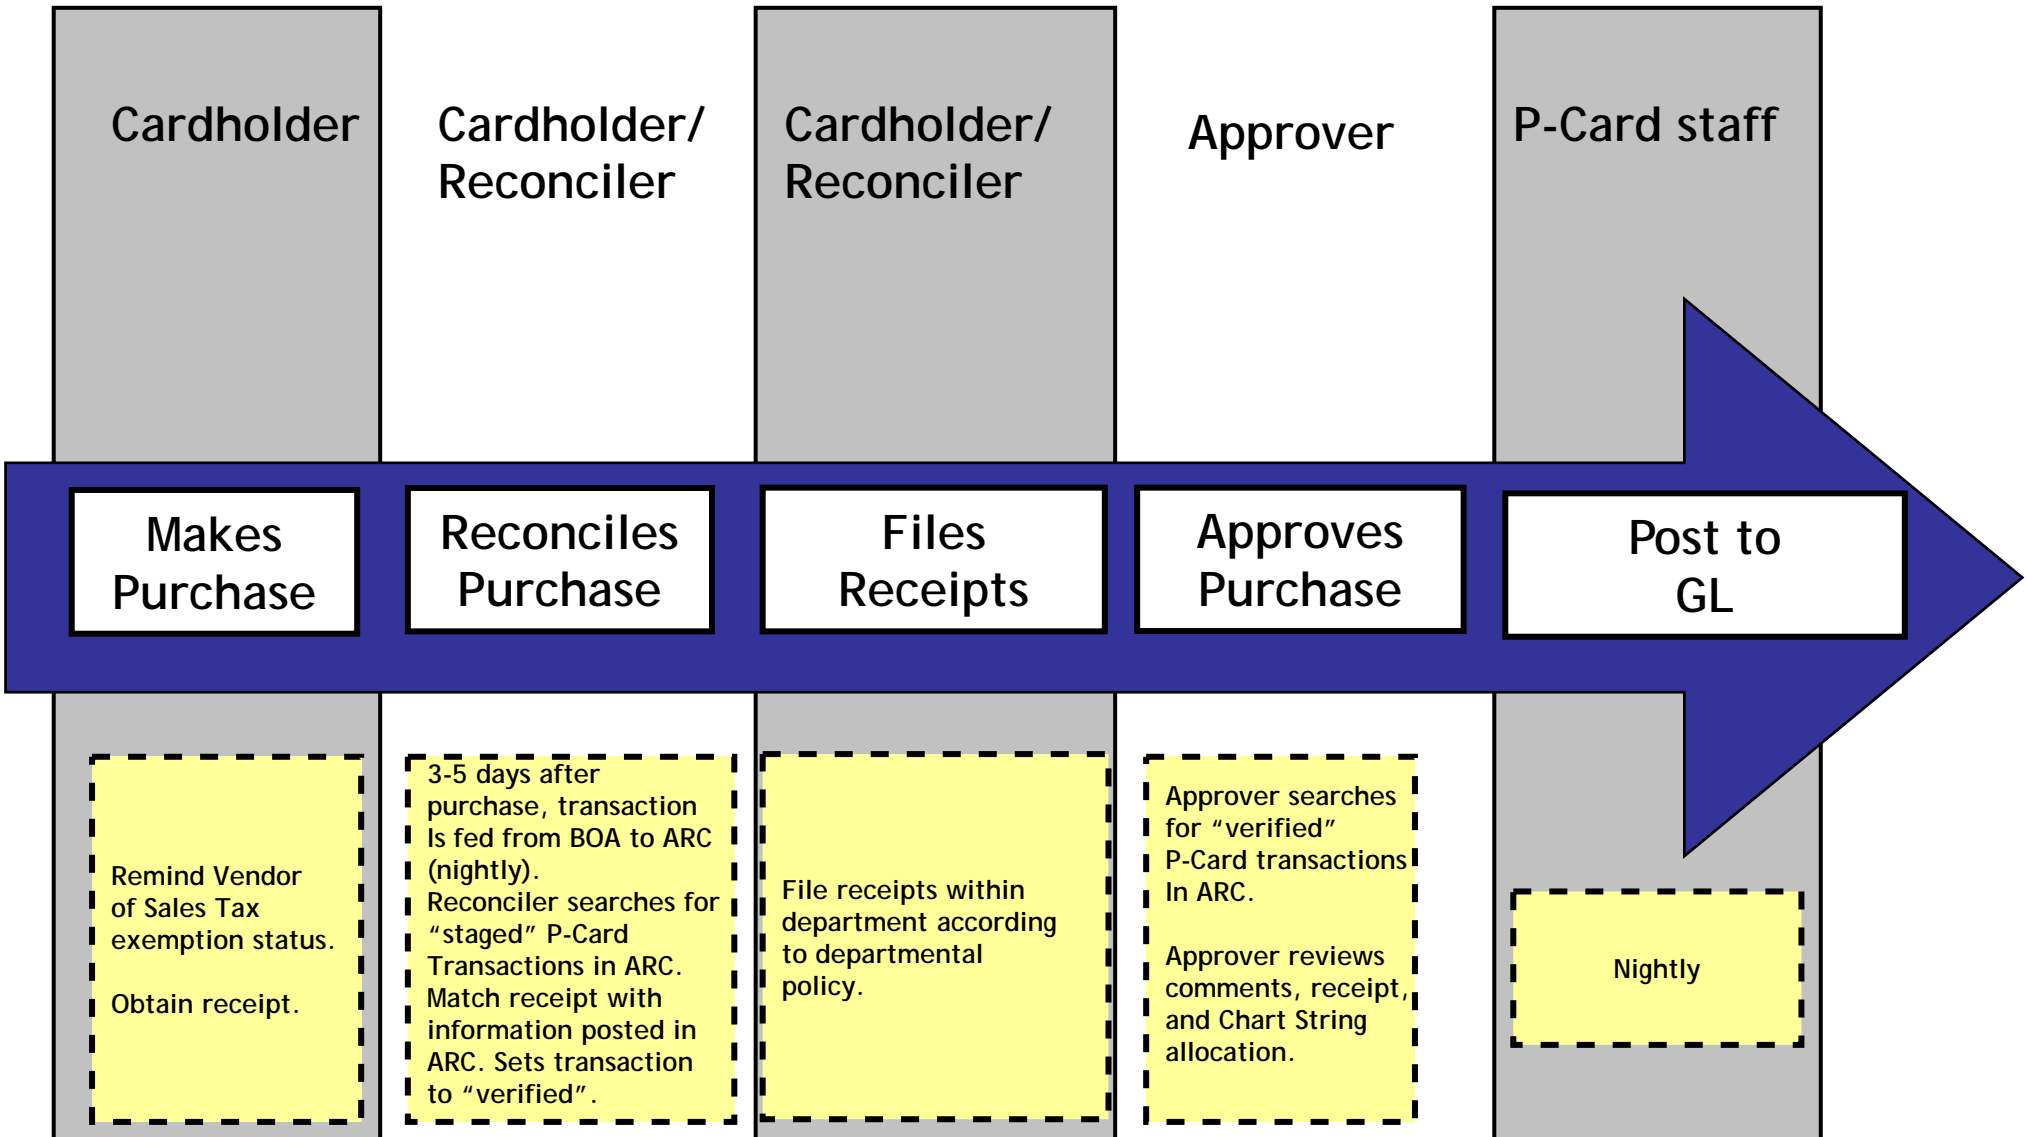 Cardholder
Cardholder/
Reconciler
Cardholder/
Reconciler
Approver
P-Card staff
Makes
Purchase
Reconciles
Purchase
Files
Receipts
Approves
Purchase
Post to
GL
Remind Vendor
of Sales Tax
exemption status.
Obtain receipt.
3-5 days after
purchase, transaction
Is fed from BOA to ARC
(nightly).
Reconciler searches for
“staged” P-Card
Transactions in ARC.
Match receipt with
information posted in
ARC. Sets transaction
to “verified”.
File receipts within
department according
to departmental
policy.
Approver searches
for “verified”
P-Card transactions
In ARC.
Approver reviews
comments, receipt,
and Chart String
allocation.
Nightly